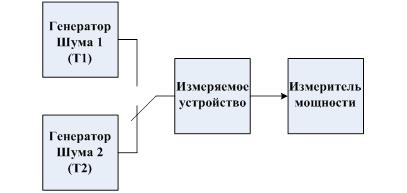 Генератор
Шума 1
(Т1)
Генератор
Шума 2
(Т2)
Измеряемое
устройство
Измеритель
мощности